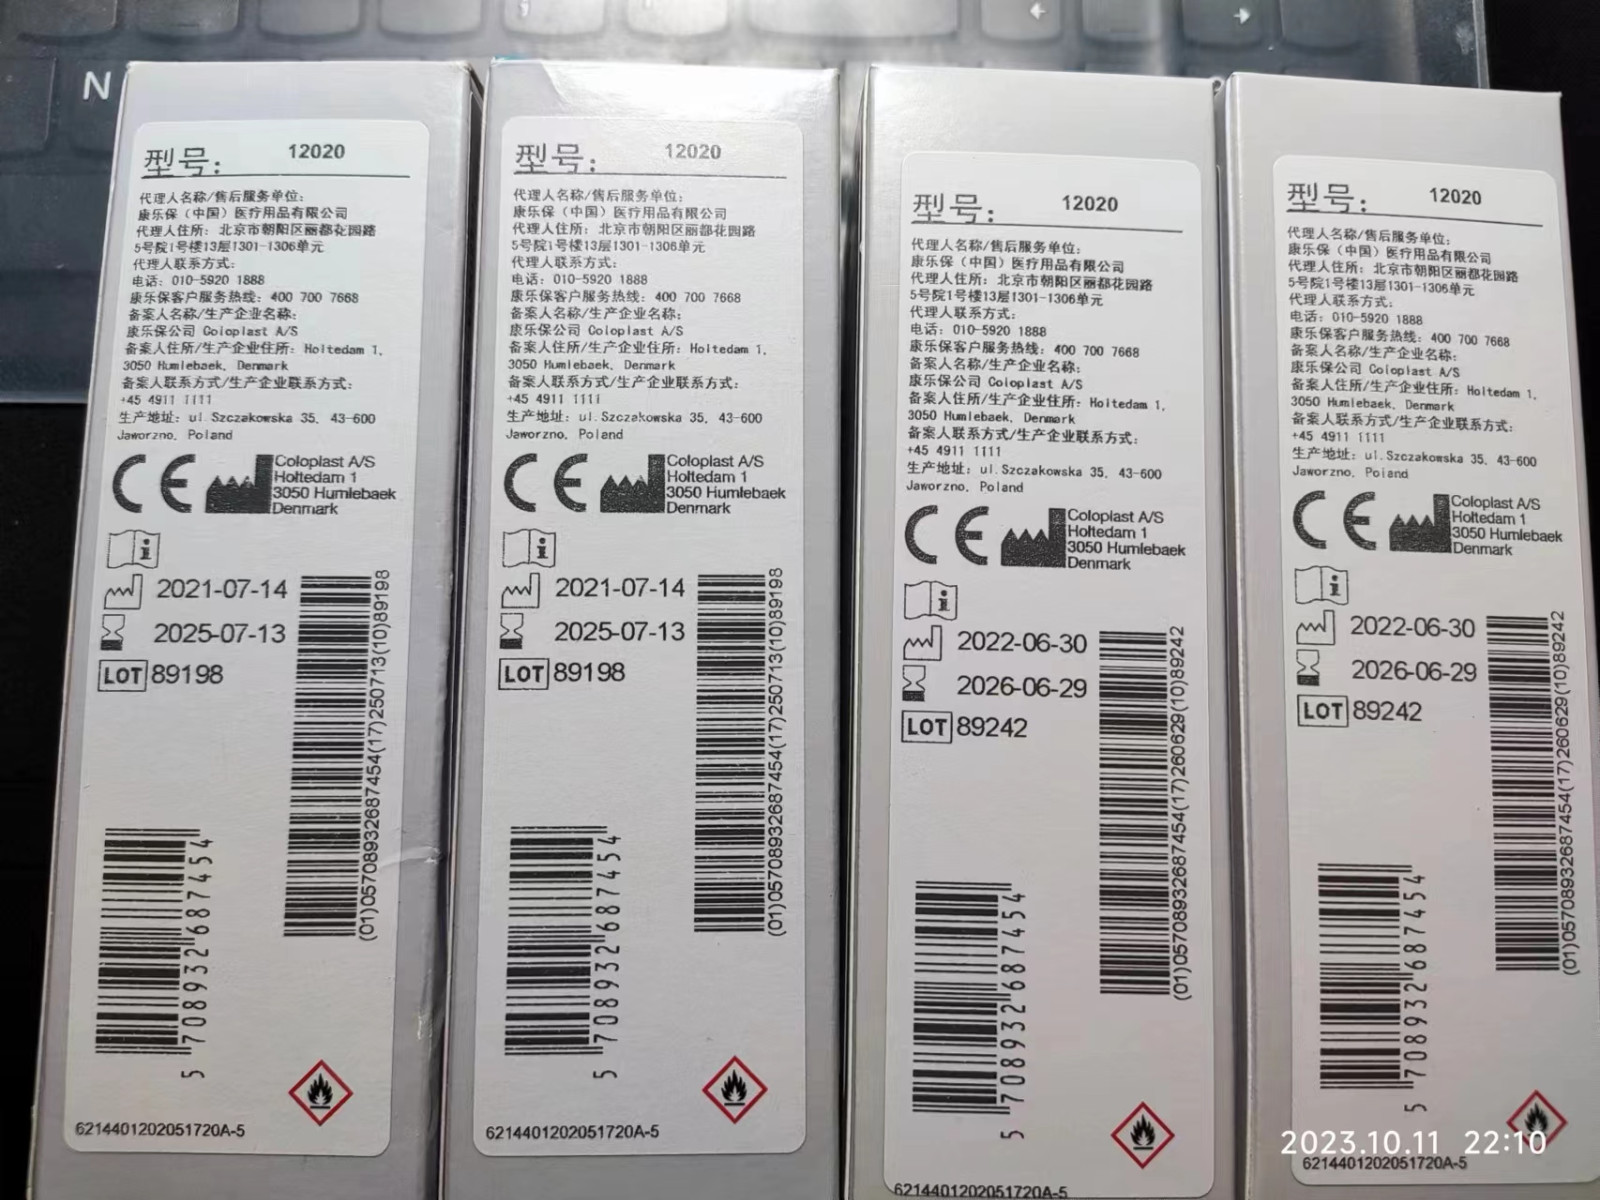 N
型号: 12020
代理人名称/售后服务单位:
康乐保（中国）医疗用品有限公司
代理人住所: 北京市朝阳区丽都花园路
5号院1号楼13层1301-1306单元
代理人联系方式:
电话: 010-5920 1888
康乐保客户服务热线: 400 700 7668
备案人名称/生产企业名称:
康乐保公司 Coloplast A/S
备案人住所/生产企业住所: Holtedam 1,
3050 Humlebaek, Denmark
备案人联系方式/生产企业联系方式:
+45 4911 1111
生产地址: ul.Szczakowska 35, 43-600
Jaworzno, Poland
CE
Coloplast A/S
Holtedam 1
3050 Humlebaek
Denmark
i
2021-07-14
2025-07-13
LOT 89198
(01)05708932687454(17)250713(10)89198
5 708932 687454
6214401202051720A-5
型号: 12020
代理人名称/售后服务单位:
康乐保（中国）医疗用品有限公司
代理人住所: 北京市朝阳区丽都花园路
5号院1号楼13层1301-1306单元
代理人联系方式:
电话: 010-5920 1888
康乐保客户服务热线: 400 700 7668
备案人名称/生产企业名称:
康乐保公司 Coloplast A/S
备案人住所/生产企业住所: Holtedam 1,
3050 Humlebaek, Denmark
备案人联系方式/生产企业联系方式:
+45 4911 1111
生产地址: ul.Szczakowska 35, 43-600
Jaworzno, Poland
CE
Coloplast A/S
Holtedam 1
3050 Humlebaek
Denmark
i
2021-07-14
2025-07-13
LOT 89198
(01)05708932687454(17)250713(10)89198
5 708932 687454
6214401202051720A-5
型号: 12020
代理人名称/售后服务单位:
康乐保（中国）医疗用品有限公司
代理人住所: 北京市朝阳区丽都花园路
5号院1号楼13层1301-1306单元
代理人联系方式:
电话: 010-5920 1888
康乐保客户服务热线: 400 700 7668
备案人名称/生产企业名称:
康乐保公司 Coloplast A/S
备案人住所/生产企业住所: Holtedam 1,
3050 Humlebaek, Denmark
备案人联系方式/生产企业联系方式:
+45 4911 1111
生产地址: ul.Szczakowska 35, 43-600
Jaworzno, Poland
CE
Coloplast A/S
Holtedam 1
3050 Humlebaek
Denmark
i
2022-06-30
2026-06-29
LOT 89242
(01)05708932687454(17)260629(10)89242
5 708932 687454
6214401202051720A-5
型号: 12020
代理人名称/售后服务单位:
康乐保（中国）医疗用品有限公司
代理人住所: 北京市朝阳区丽都花园路
5号院1号楼13层1301-1306单元
代理人联系方式:
电话: 010-5920 1888
康乐保客户服务热线: 400 700 7668
备案人名称/生产企业名称:
康乐保公司 Coloplast A/S
备案人住所/生产企业住所: Holtedam 1,
3050 Humlebaek, Denmark
备案人联系方式/生产企业联系方式:
+45 4911 1111
生产地址: ul.Szczakowska 35, 43-600
Jaworzno, Poland
CE
Coloplast A/S
Holtedam 1
3050 Humlebaek
Denmark
i
2022-06-30
2026-06-29
LOT 89242
(01)05708932687454(17)260629(10)89242
5 708932 687454
2023.10.11 22:10
6214401202051720A-5